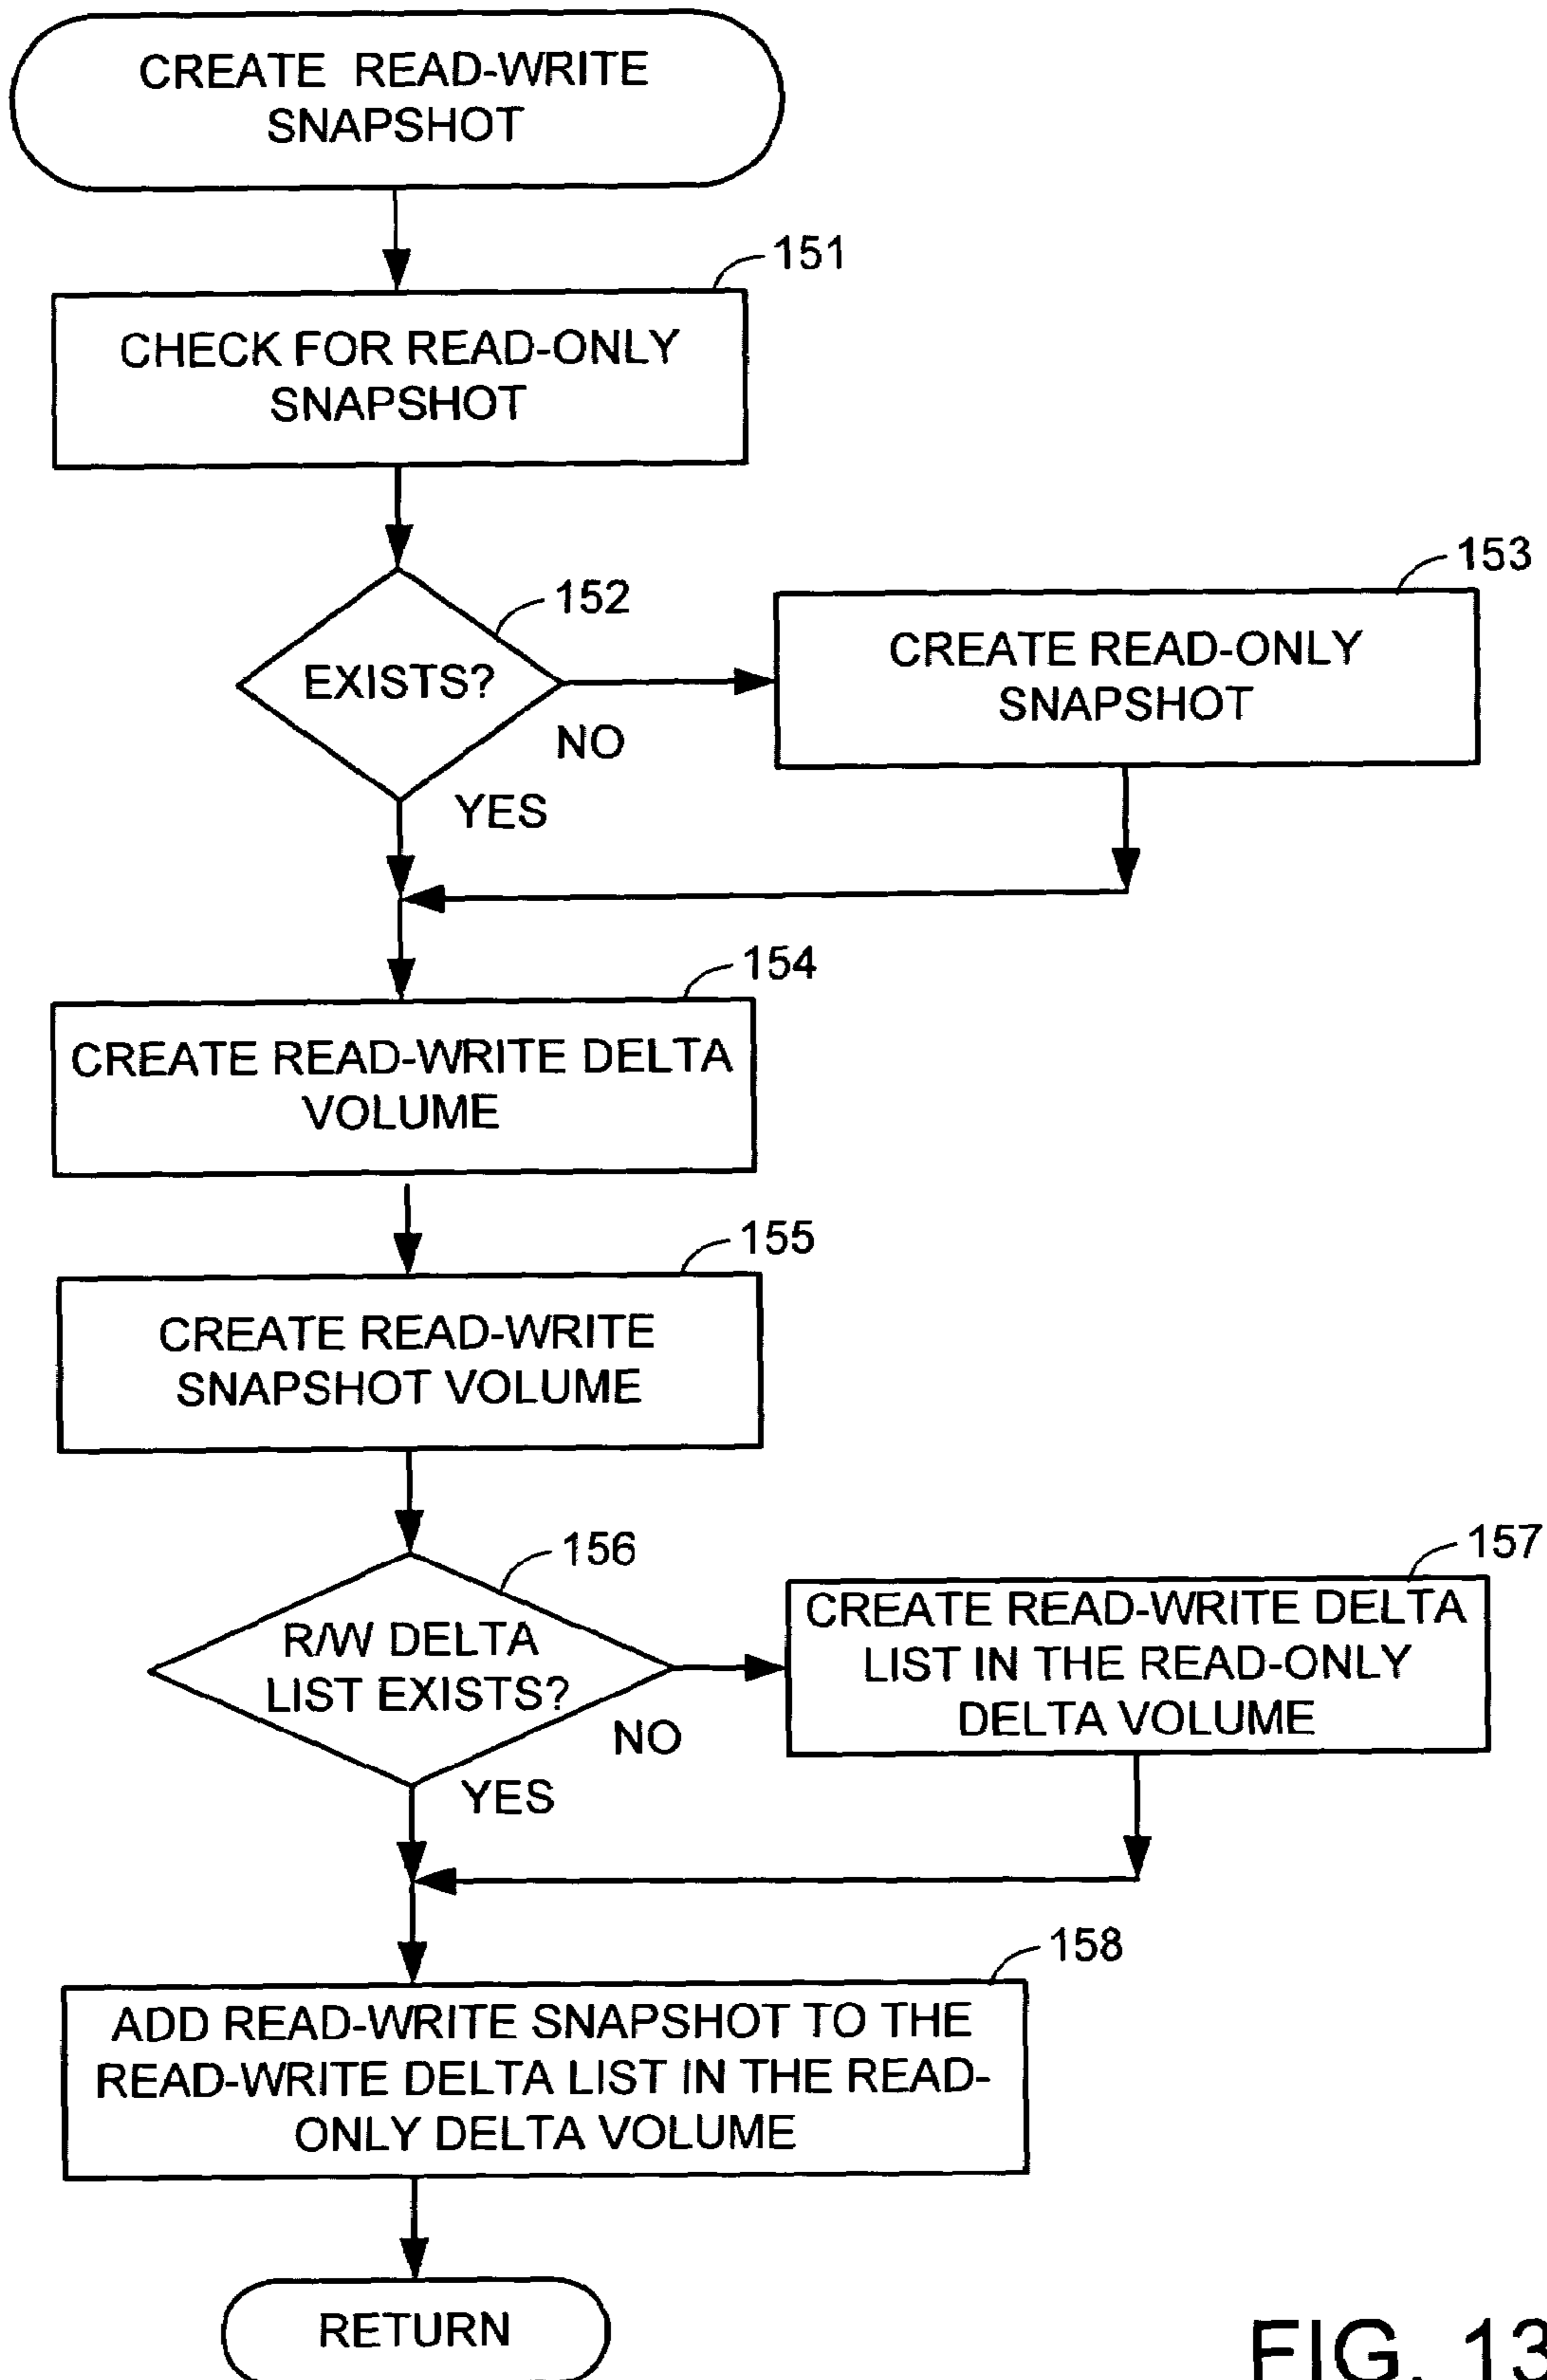 CREATE READ-WRITE
SNAPSHOT
151
CHECK FOR READ-ONLY
SNAPSHOT
152
EXISTS?
NO
YES
153
CREATE READ-ONLY
SNAPSHOT
154
CREATE READ-WRITE DELTA
VOLUME
155
CREATE READ-WRITE
SNAPSHOT VOLUME
156
R/W DELTA
LIST EXISTS?
NO
YES
157
CREATE READ-WRITE DELTA
LIST IN THE READ-ONLY
DELTA VOLUME
158
ADD READ-WRITE SNAPSHOT TO THE
READ-WRITE DELTA LIST IN THE READ-
ONLY DELTA VOLUME
RETURN
FIG. 13